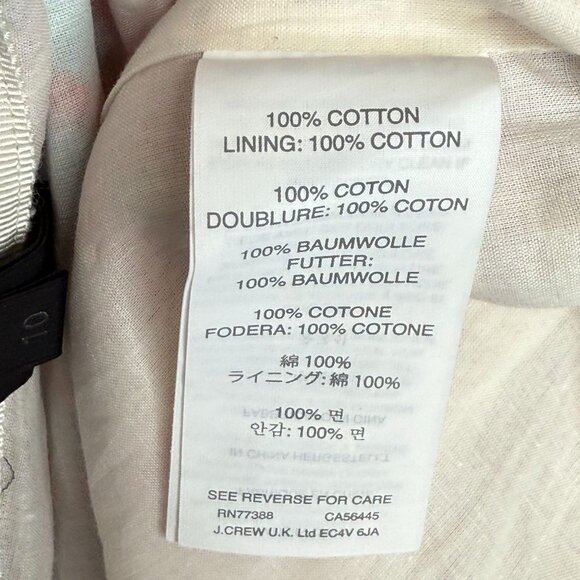 100% COTTON
LINING: 100% COTTON
100% COTON
DOUBLURE: 100% COTON
100% BAUMWOLLE
FUTTER:
100% BAUMWOLLE
100% COTONE
FODERA: 100% COTONE
綿 100%
ライニング: 綿 100%
100% 면
안감: 100% 면
SEE REVERSE FOR CARE
RN77388 CA56445
J.CREW U.K. Ltd EC4V 6JA
10